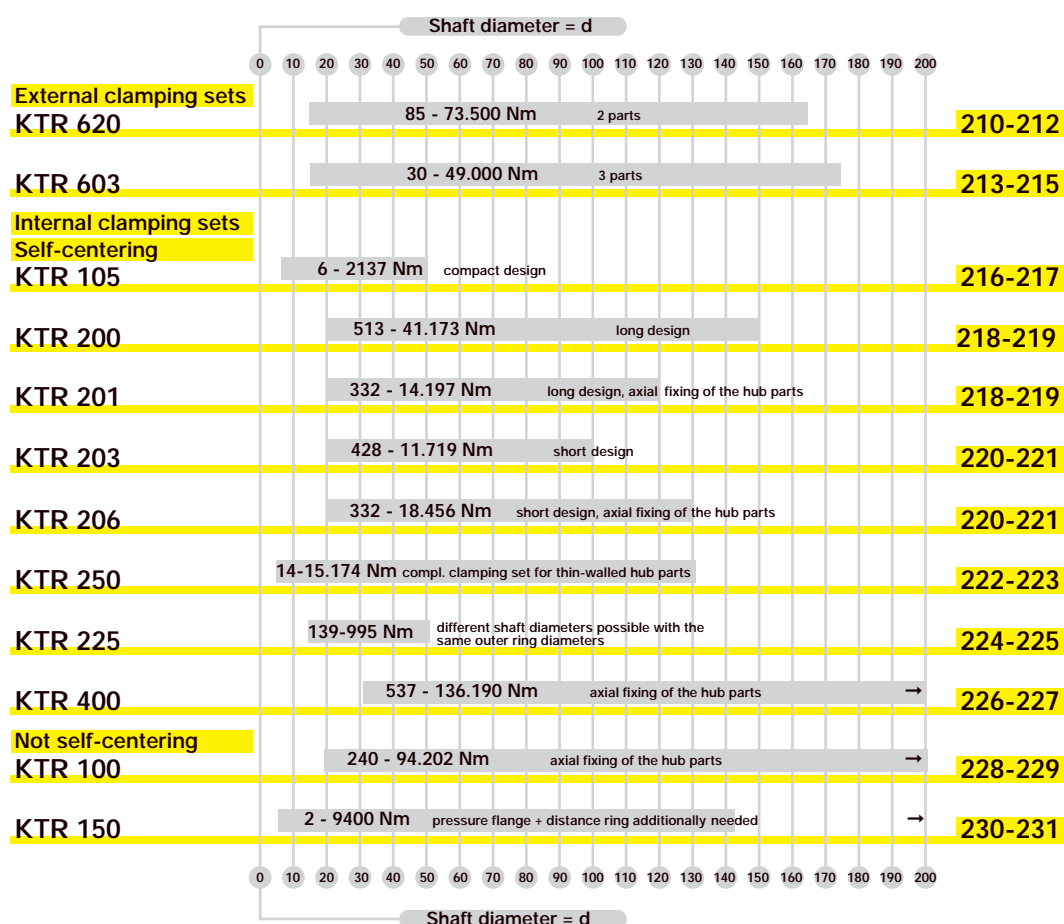 Shaft diameter = d
0 10 20 30 40 50 60 70 80 90 100 110 120 130 140 150 160 170 180 190 200
External clamping sets
KTR 620 85 - 73.500 Nm 2 parts 210-212
KTR 603 30 - 49.000 Nm 3 parts 213-215
Internal clamping sets
Self-centering
KTR 105 6 - 2137 Nm compact design 216-217
KTR 200 513 - 41.173 Nm long design 218-219
KTR 201 332 - 14.197 Nm long design, axial fixing of the hub parts 218-219
KTR 203 428 - 11.719 Nm short design 220-221
KTR 206 332 - 18.456 Nm short design, axial fixing of the hub parts 220-221
KTR 250 14-15.174 Nm compl. clamping set for thin-walled hub parts 222-223
KTR 225 139-995 Nm different shaft diameters possible with the
same outer ring diameters 224-225
KTR 400 537 - 136.190 Nm axial fixing of the hub parts → 226-227
Not self-centering
KTR 100 240 - 94.202 Nm axial fixing of the hub parts → 228-229
KTR 150 2 - 9400 Nm pressure flange + distance ring additionally needed → 230-231
0 10 20 30 40 50 60 70 80 90 100 110 120 130 140 150 160 170 180 190 200
Shaft diameter = d